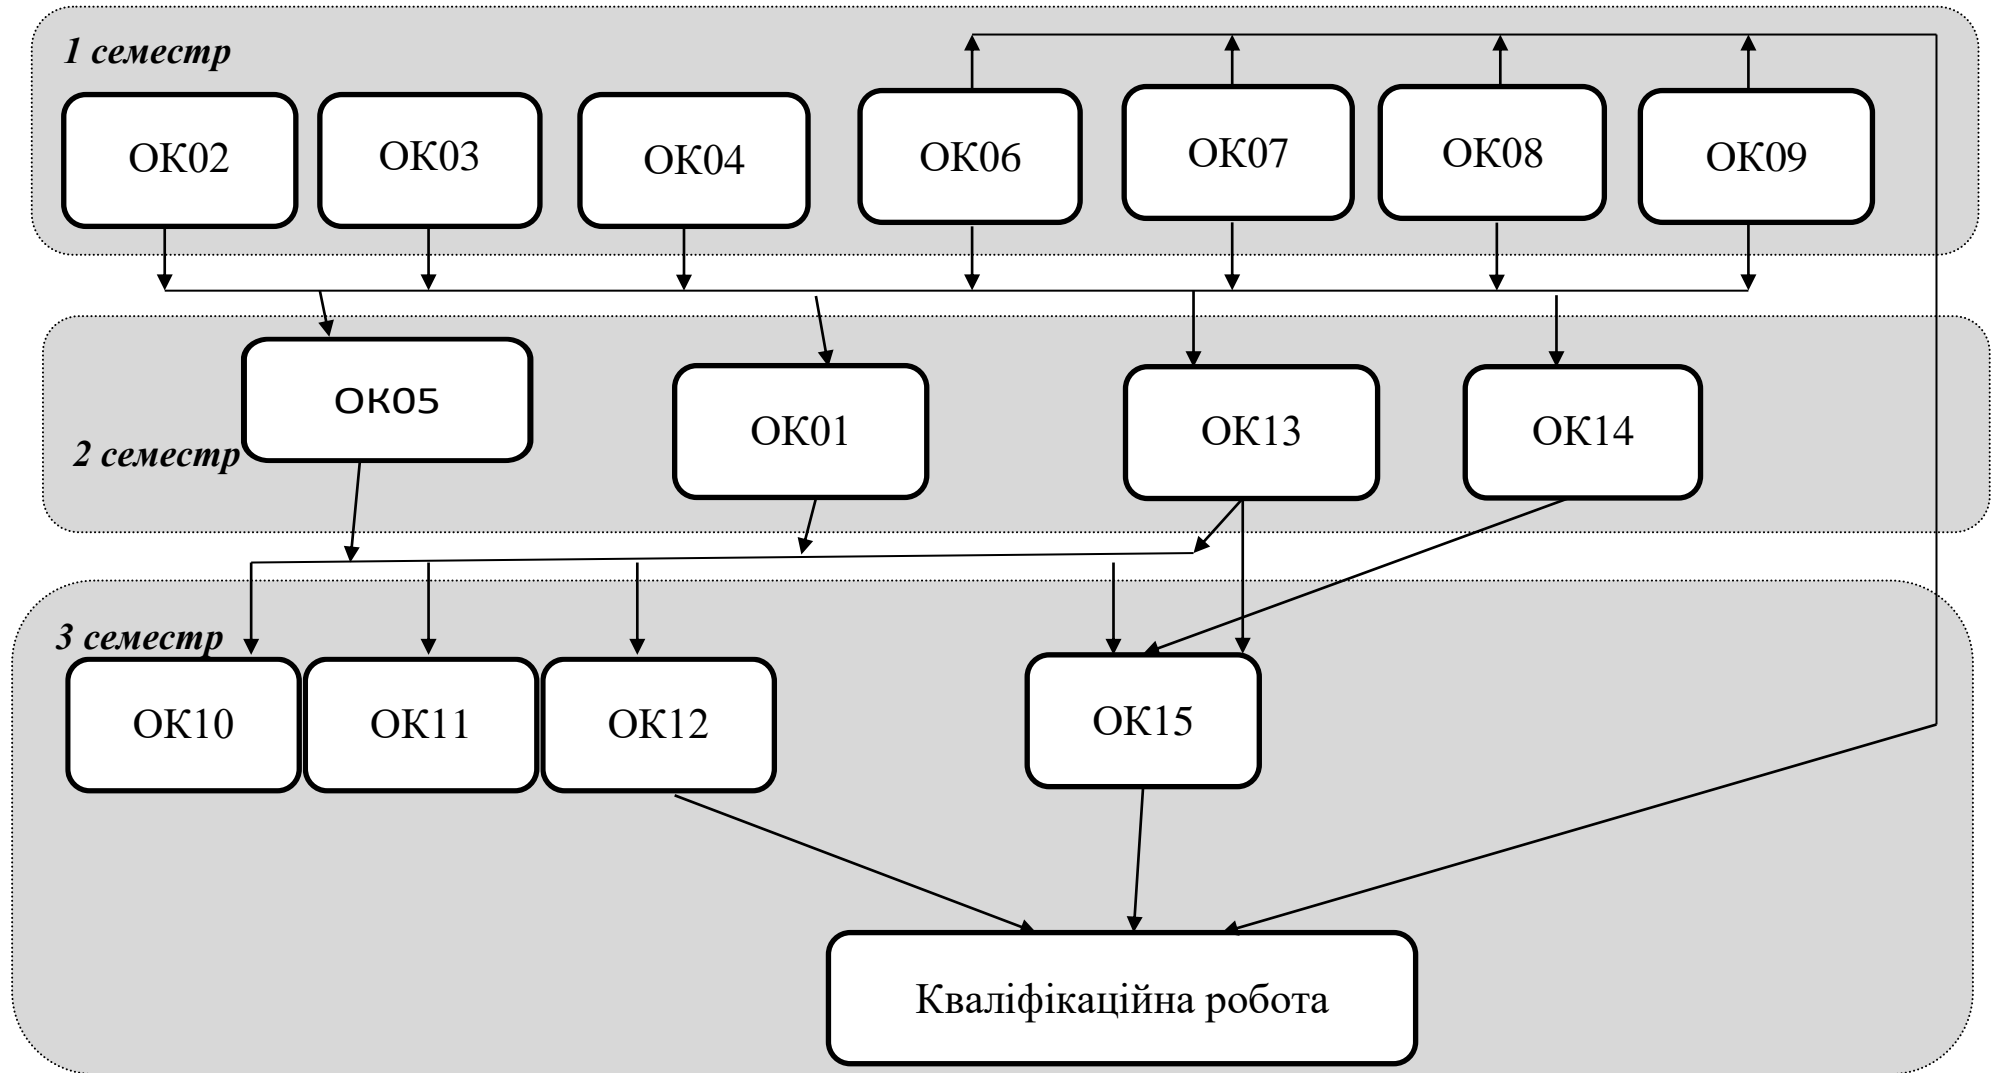 1 семестр
ОК02
ОК03
ОК04
ОК06
ОК07
ОК08
ОК09
ОК05
ОК01
ОК13
ОК14
2 семестр
3 семестр
ОК10
ОК11
ОК12
ОК15
Кваліфікаційна робота